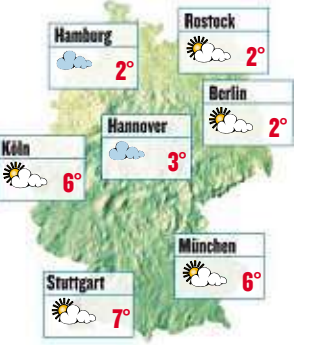 Rostock
2°
Hamburg
2°
Berlin
2°
Hannover
3°
Köln
6°
München
6°
Stuttgart
7°